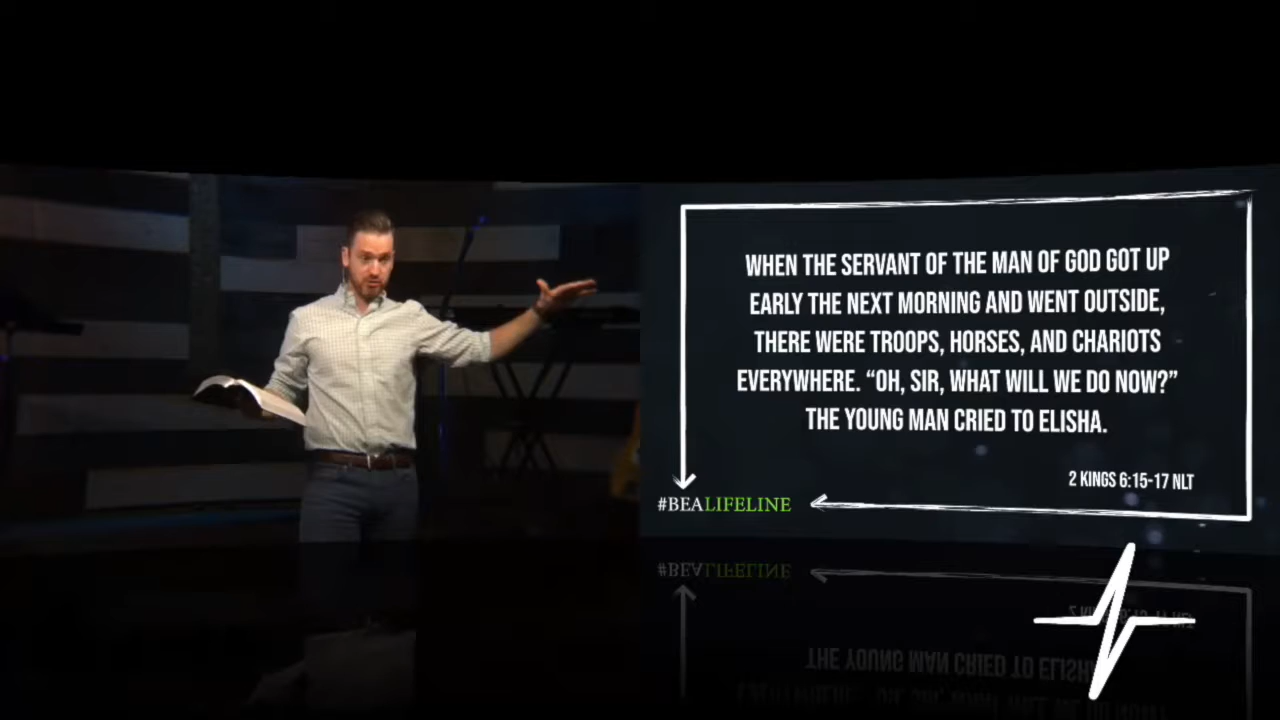 WHEN THE SERVANT OF THE MAN OF GOD GOT UP
EARLY THE NEXT MORNING AND WENT OUTSIDE,
THERE WERE TROOPS, HORSES, AND CHARIOTS
EVERYWHERE. “OH, SIR, WHAT WILL WE DO NOW?”
THE YOUNG MAN CRIED TO ELISHA.
2 KINGS 6:15-17 NLT
#BEALIFELINE